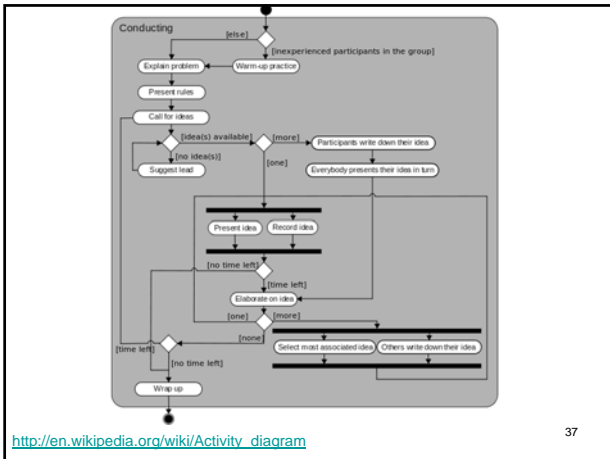 Conducting
[else]
[inexperienced participants in the group]
Explain problem
Warm-up practice
Present rules
Call for ideas
[idea(s) available]
[more]
Participants write down their idea
[no idea(s)]
[one]
Suggest lead
Everybody presents their idea in turn
Present idea
Record idea
[no time left]
[time left]
Elaborate on idea
[one]
[more]
[none]
[time left]
Select most associated idea
Others write down their idea
[no time left]
Wrap up
http://en.wikipedia.org/wiki/Activity_diagram
37